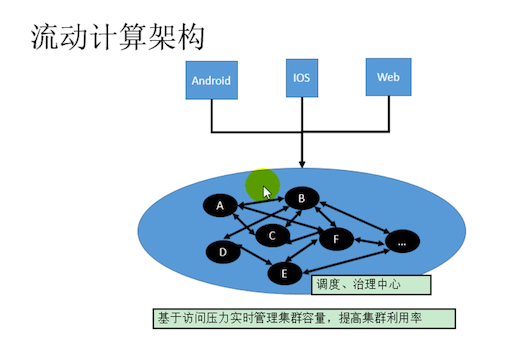 流动计算架构
Android
IOS
Web
A
B
C
F
D
...
E
调度、治理中心
基于访问压力实时管理集群容量，提高集群利用率